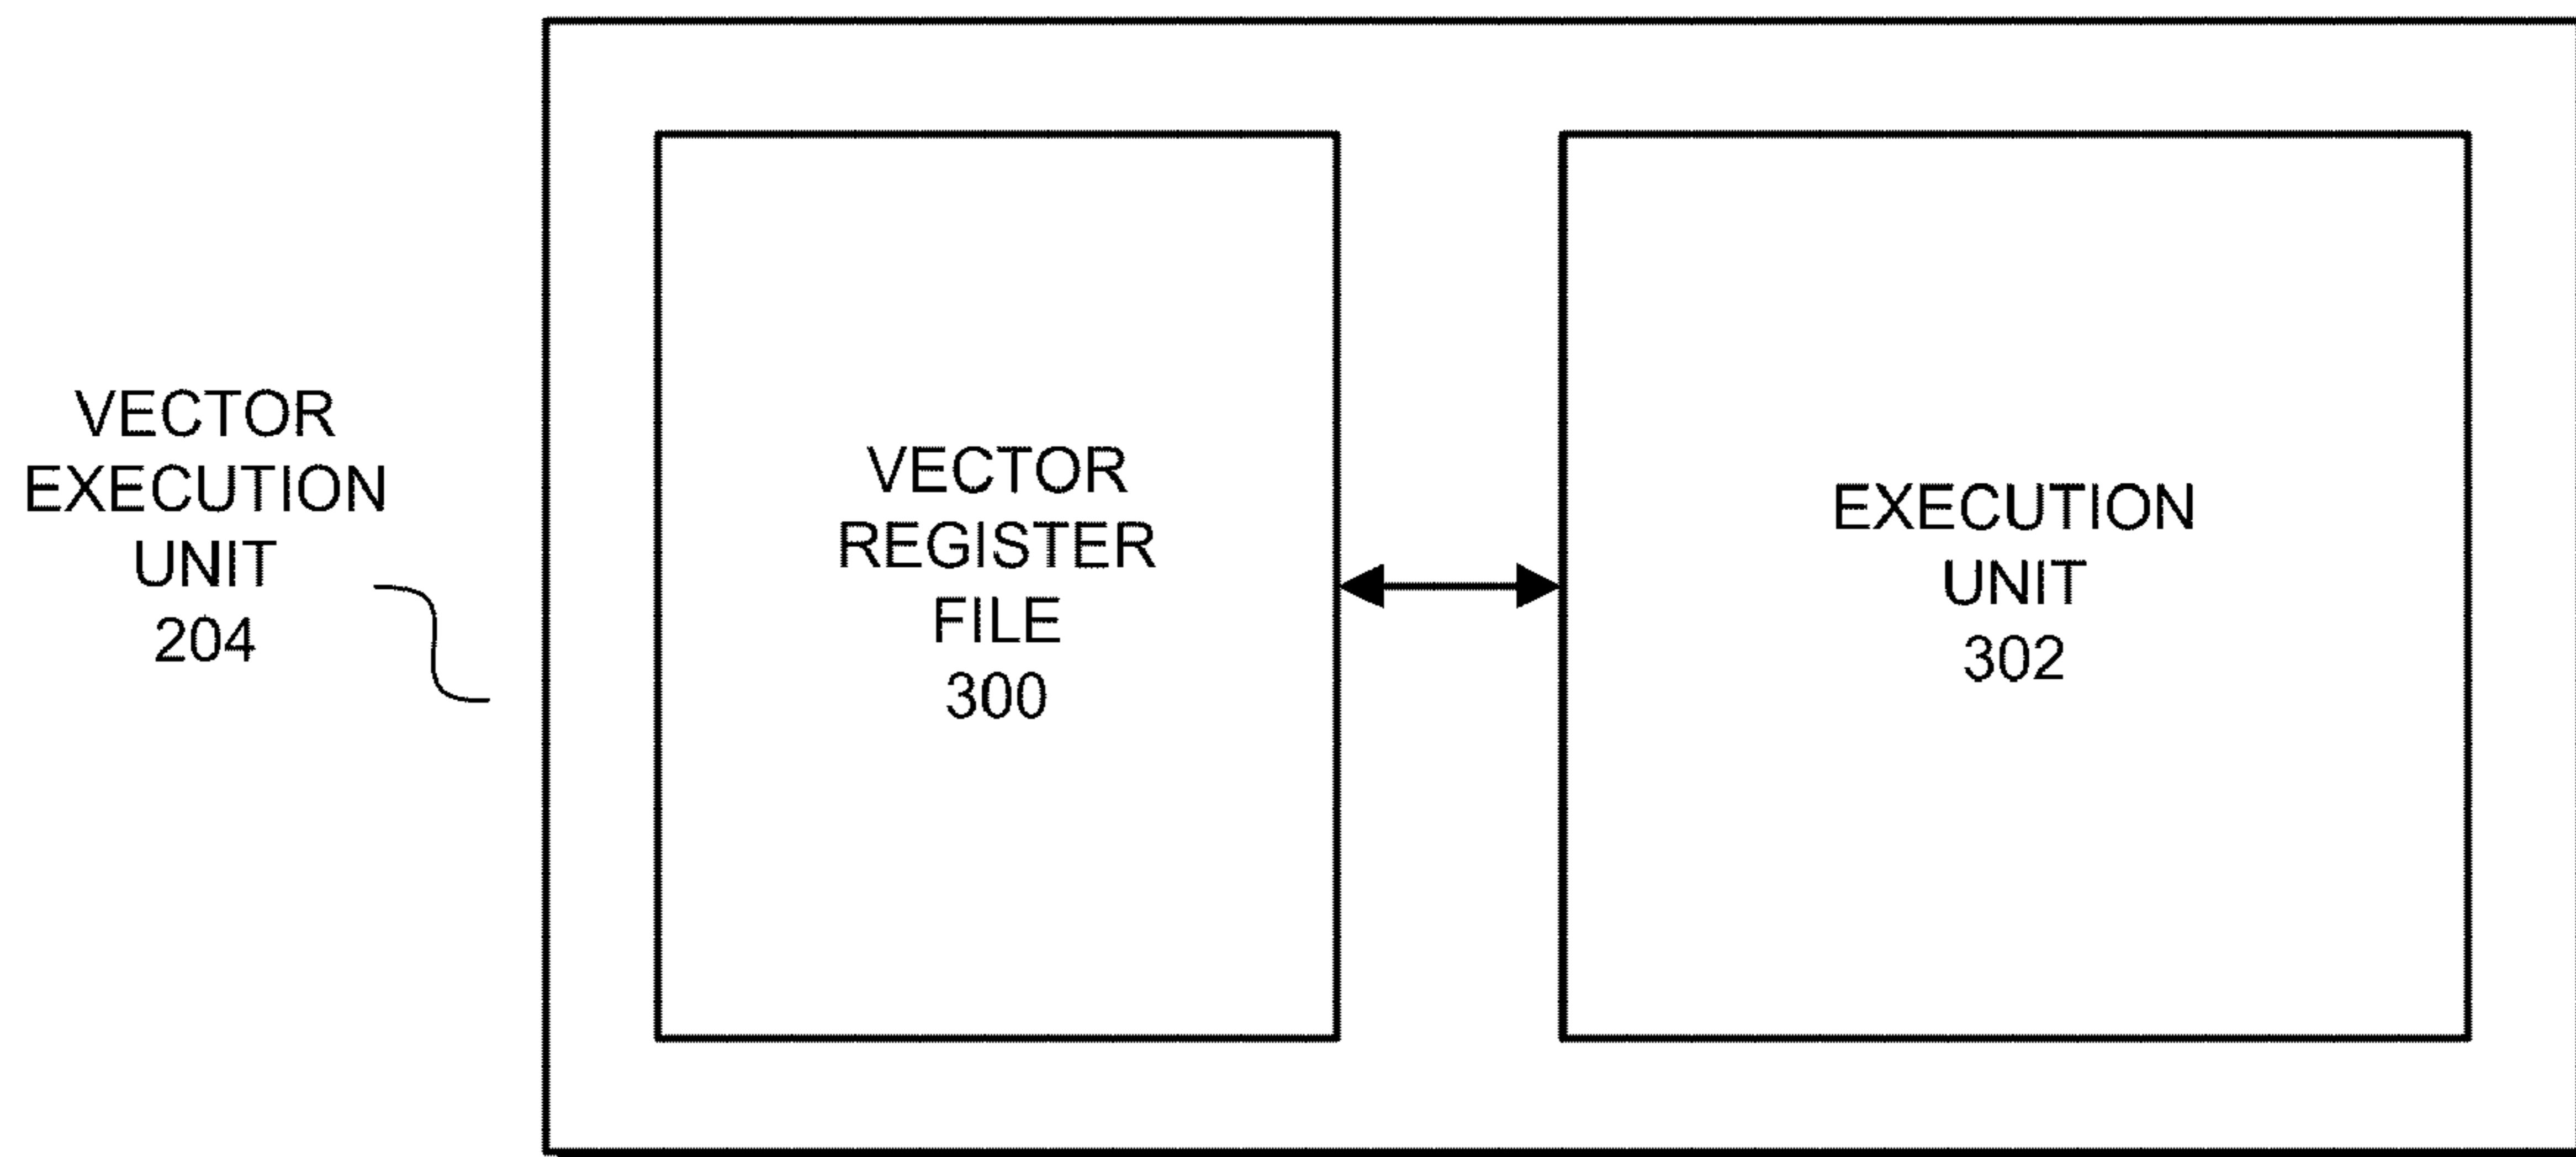 VECTOR
EXECUTION
UNIT
204
VECTOR
REGISTER
FILE
300
EXECUTION
UNIT
302